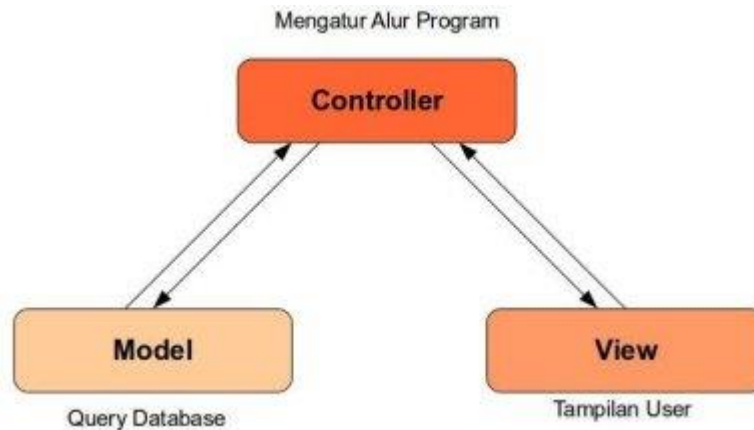 Mengatur Alur Program
Controller
Model
View
Query Database
Tampilan User